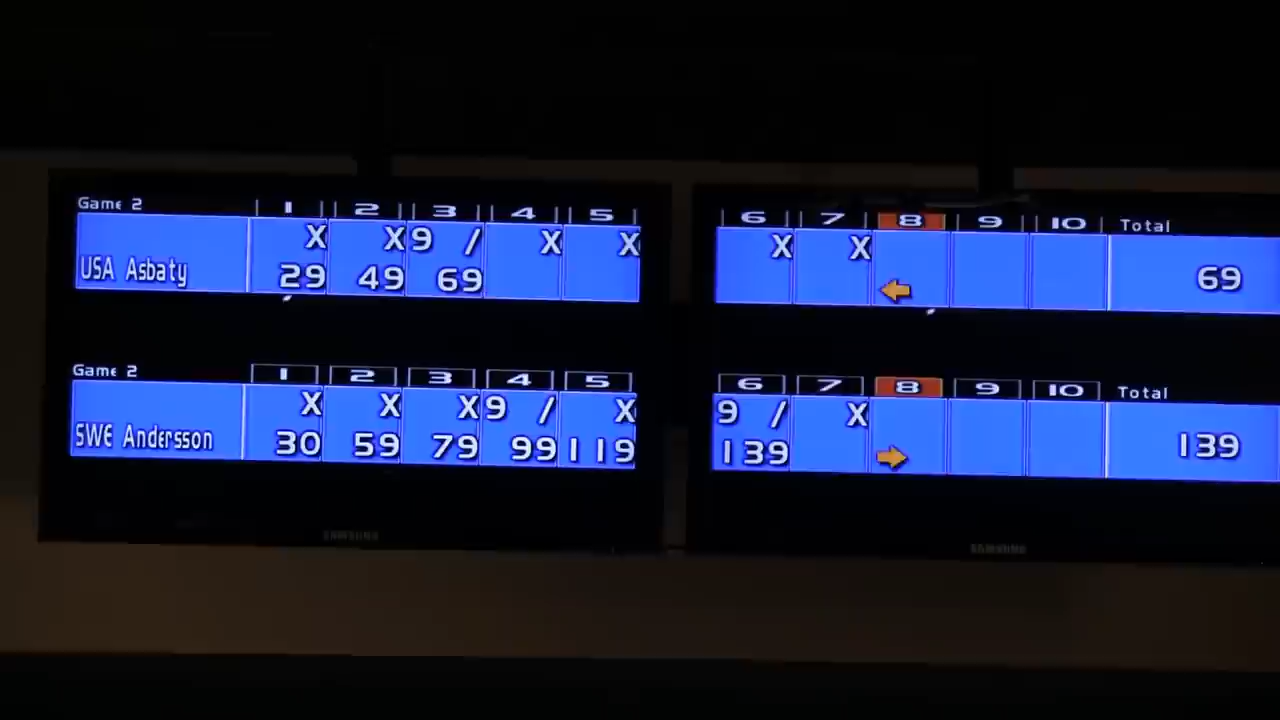 Game 2 1 2 3 4 5
X X 9 / X X
USA Asbaty 29 49 69
Game 2 1 2 3 4 5
X X X 9 / X
SWE Andersson 30 59 79 99 119
SAMSUNG
6 7 8 9 10 Total
X X
69
6 7 8 9 10 Total
9 / X
139 139
SAMSUNG